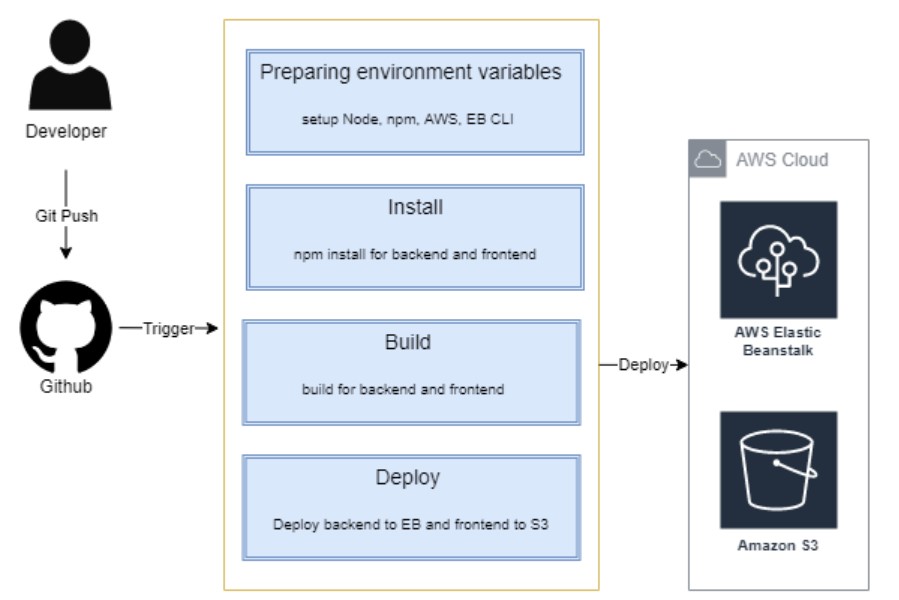 Developer
Git Push
Github
Trigger
Preparing environment variables
setup Node, npm, AWS, EB CLI
Install
npm install for backend and frontend
Build
build for backend and frontend
Deploy
Deploy backend to EB and frontend to S3
Deploy
AWS Cloud
AWS Elastic
Beanstalk
Amazon S3